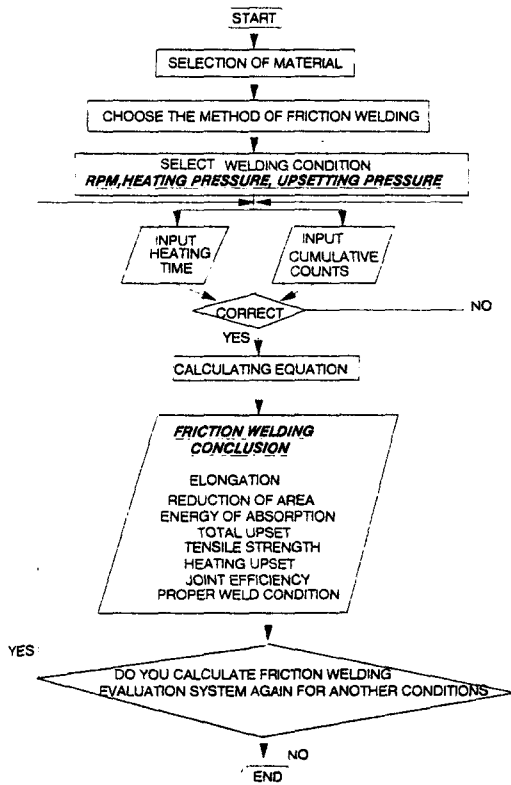 START
SELECTION OF MATERIAL
CHOOSE THE METHOD OF FRICTION WELDING
SELECT WELDING CONDITION
RPM,HEATING PRESSURE, UPSETTING PRESSURE
INPUT
HEATING
TIME
INPUT
CUMULATIVE
COUNTS
CORRECT
NO
YES
CALCULATING EQUATION
FRICTION WELDING
CONCLUSION
ELONGATION
REDUCTION OF AREA
ENERGY OF ABSORPTION
TOTAL UPSET
TENSILE STRENGTH
HEATING UPSET
JOINT EFFICIENCY
PROPER WELD CONDITION
YES
DO YOU CALCULATE FRICTION WELDING
EVALUATION SYSTEM AGAIN FOR ANOTHER CONDITIONS
NO
END